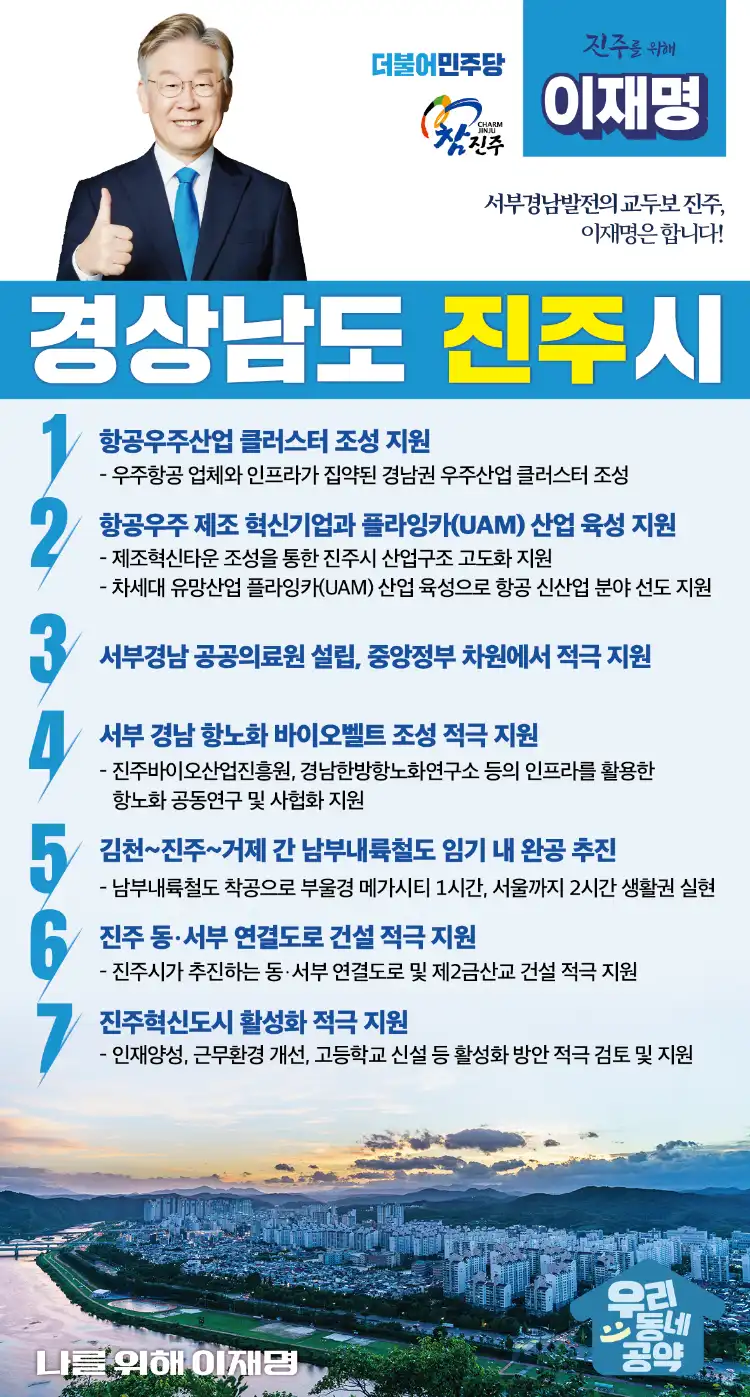 더불어민주당
참진주
CHARM
JINJU
진주를 위해
이재명
서부경남발전의 교두보 진주,
이재명은 합니다!
경상남도 진주시
1 항공우주산업 클러스터 조성 지원
- 우주항공 업체와 인프라가 집약된 경남권 우주산업 클러스터 조성
2 항공우주 제조 혁신기업과 플라잉카(UAM) 산업 육성 지원
- 제조혁신타운 조성을 통한 진주시 산업구조 고도화 지원
- 차세대 유망산업 플라잉카(UAM) 산업 육성으로 항공 신산업 분야 선도 지원
3 서부경남 공공의료원 설립, 중앙정부 차원에서 적극 지원
4 서부 경남 항노화 바이오벨트 조성 적극 지원
- 진주바이오산업진흥원, 경남한방항노화연구소 등의 인프라를 활용한
항노화 공동연구 및 사험화 지원
5 김천~진주~거제 간 남부내륙철도 임기 내 완공 추진
- 남부내륙철도 착공으로 부울경 메가시티 1시간, 서울까지 2시간 생활권 실현
6 진주 동·서부 연결도로 건설 적극 지원
- 진주시가 추진하는 동·서부 연결도로 및 제2금산교 건설 적극 지원
7 진주혁신도시 활성화 적극 지원
- 인재양성, 근무환경 개선, 고등학교 신설 등 활성화 방안 적극 검토 및 지원
나를 위해 이재명
우리
동네
공약